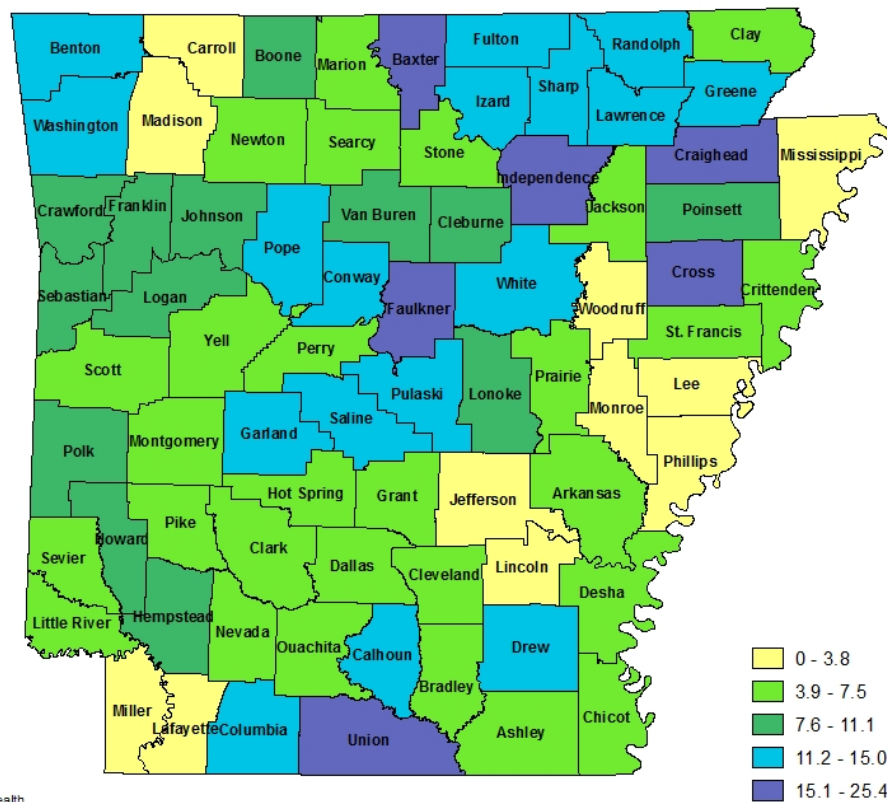 Benton
Carroll
Boone
Marion
Baxter
Fulton
Randolph
Clay
Washington
Madison
Newton
Searcy
Stone
Izard
Sharp
Lawrence
Greene
Craighead
Mississippi
Independence
Jackson
Poinsett
Crawford
Franklin
Johnson
Pope
Van Buren
Cleburne
Sebastian
Logan
Conway
Faulkner
White
Woodruff
Cross
Crittenden
Scott
Yell
Perry
St. Francis
Pulaski
Lonoke
Prairie
Lee
Monroe
Polk
Montgomery
Garland
Saline
Phillips
Hot Spring
Grant
Jefferson
Arkansas
Howard
Pike
Clark
Sevier
Dallas
Cleveland
Lincoln
Desha
Little River
Hempstead
Nevada
Ouachita
Calhoun
Bradley
Drew
Miller
Lafayette
Columbia
Union
Ashley
Chicot
0 - 3.8
3.9 - 7.5
7.6 - 11.1
11.2 - 15.0
15.1 - 25.4